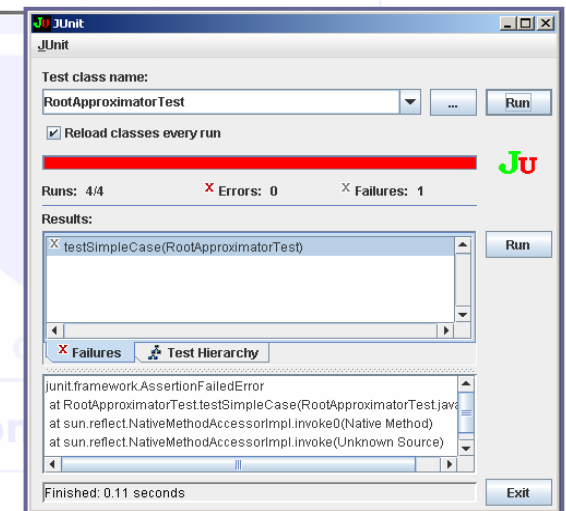 JU JUnit
JUnit
Test class name:
RootApproximatorTest ... Run
Reload classes every run
JU
Runs: 4/4 X Errors: 0 X Failures: 1
Results:
X testSimpleCase(RootApproximatorTest) Run
X Failures Test Hierarchy
junit.framework.AssertionFailedError
at RootApproximatorTest.testSimpleCase(RootApproximatorTest.java
at sun.reflect.NativeMethodAccessorImpl.invoke0(Native Method)
at sun.reflect.NativeMethodAccessorImpl.invoke(Unknown Source)
Finished: 0.11 seconds Exit